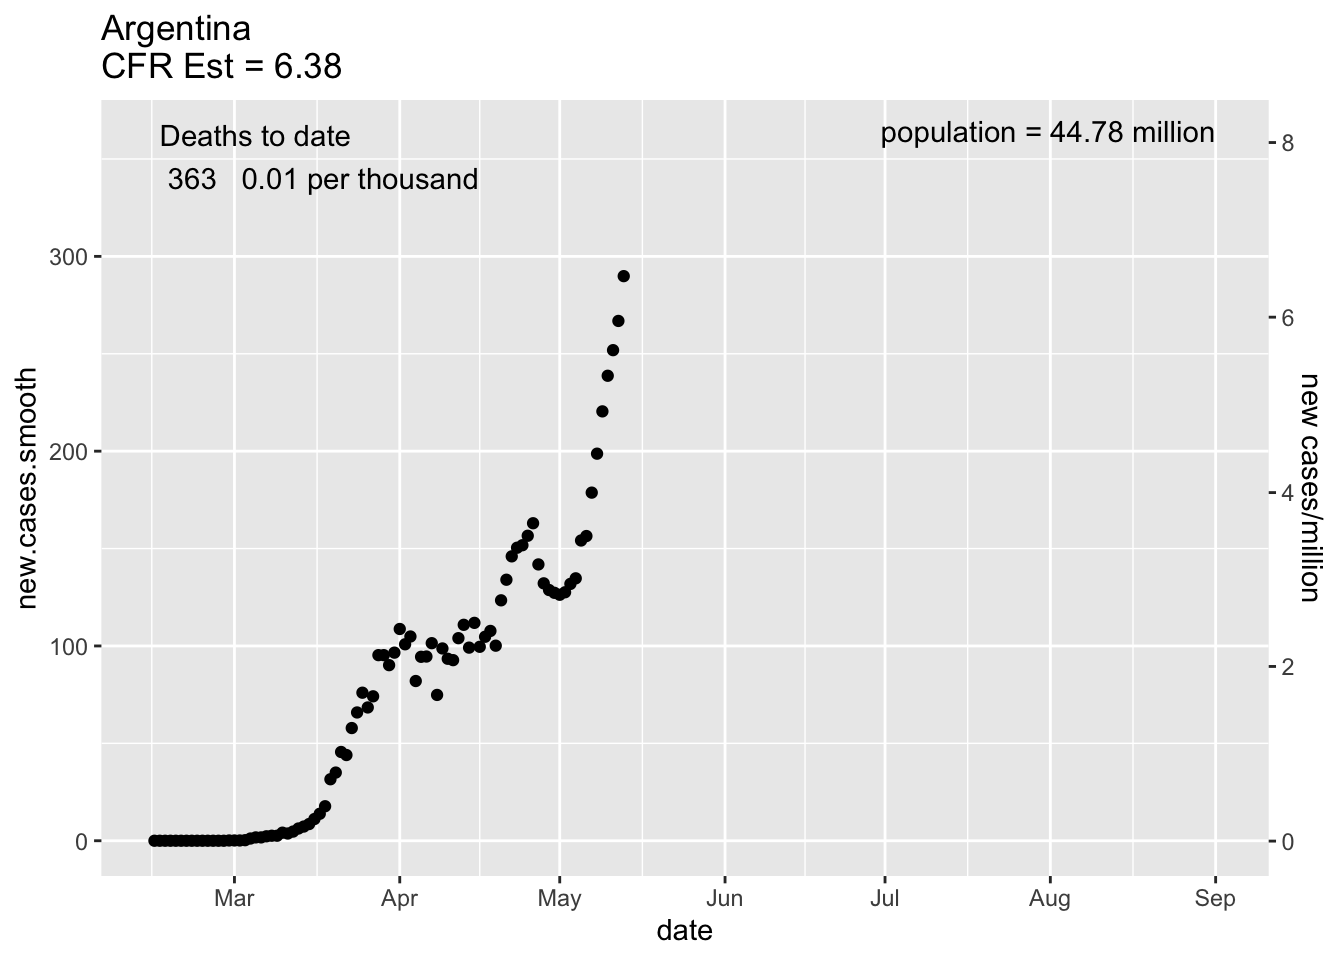 Argentina
CFR Est = 6.38
Deaths to date
363 0.01 per thousand
population = 44.78 million
new.cases.smooth
300
200
100
0
8
6
4
2
0
new cases/million
Mar Apr May Jun Jul Aug Sep
date